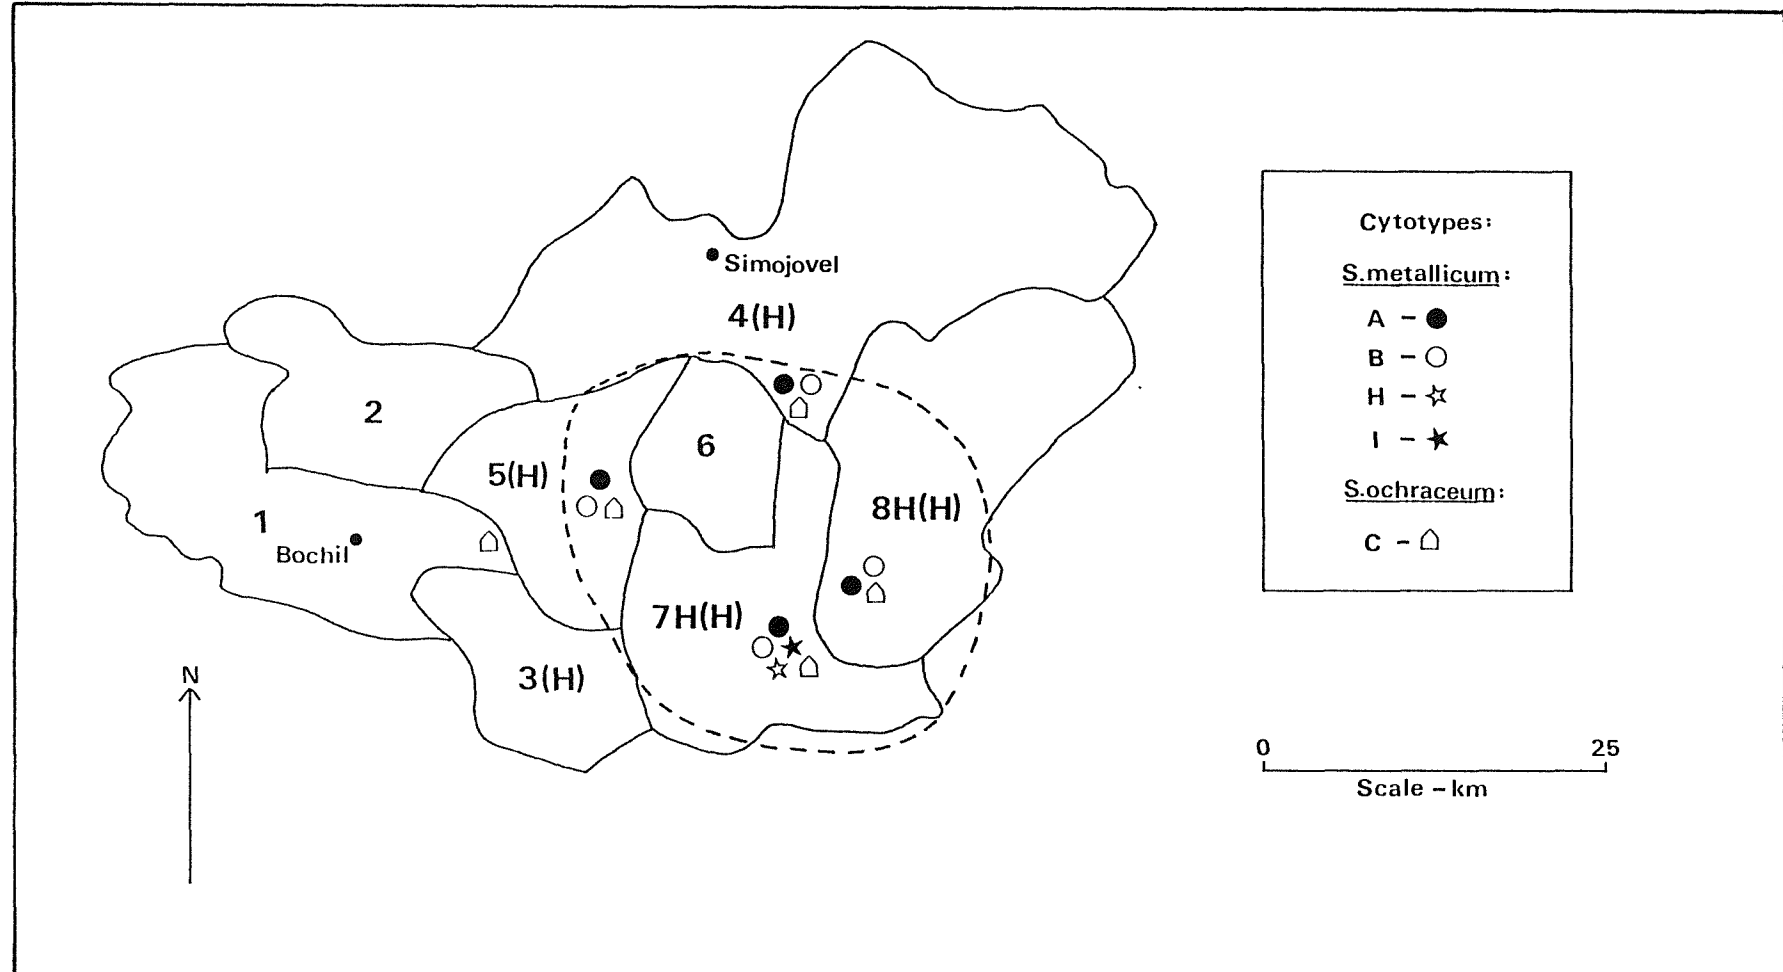 Simojovel
4(H)
2
6
5(H)
8H(H)
1
Bochil
7H(H)
3(H)
N
Cytotypes:
S.metallicum:
A –
B –
H –
I –
S.ochraceum:
C –
0 25
Scale – km